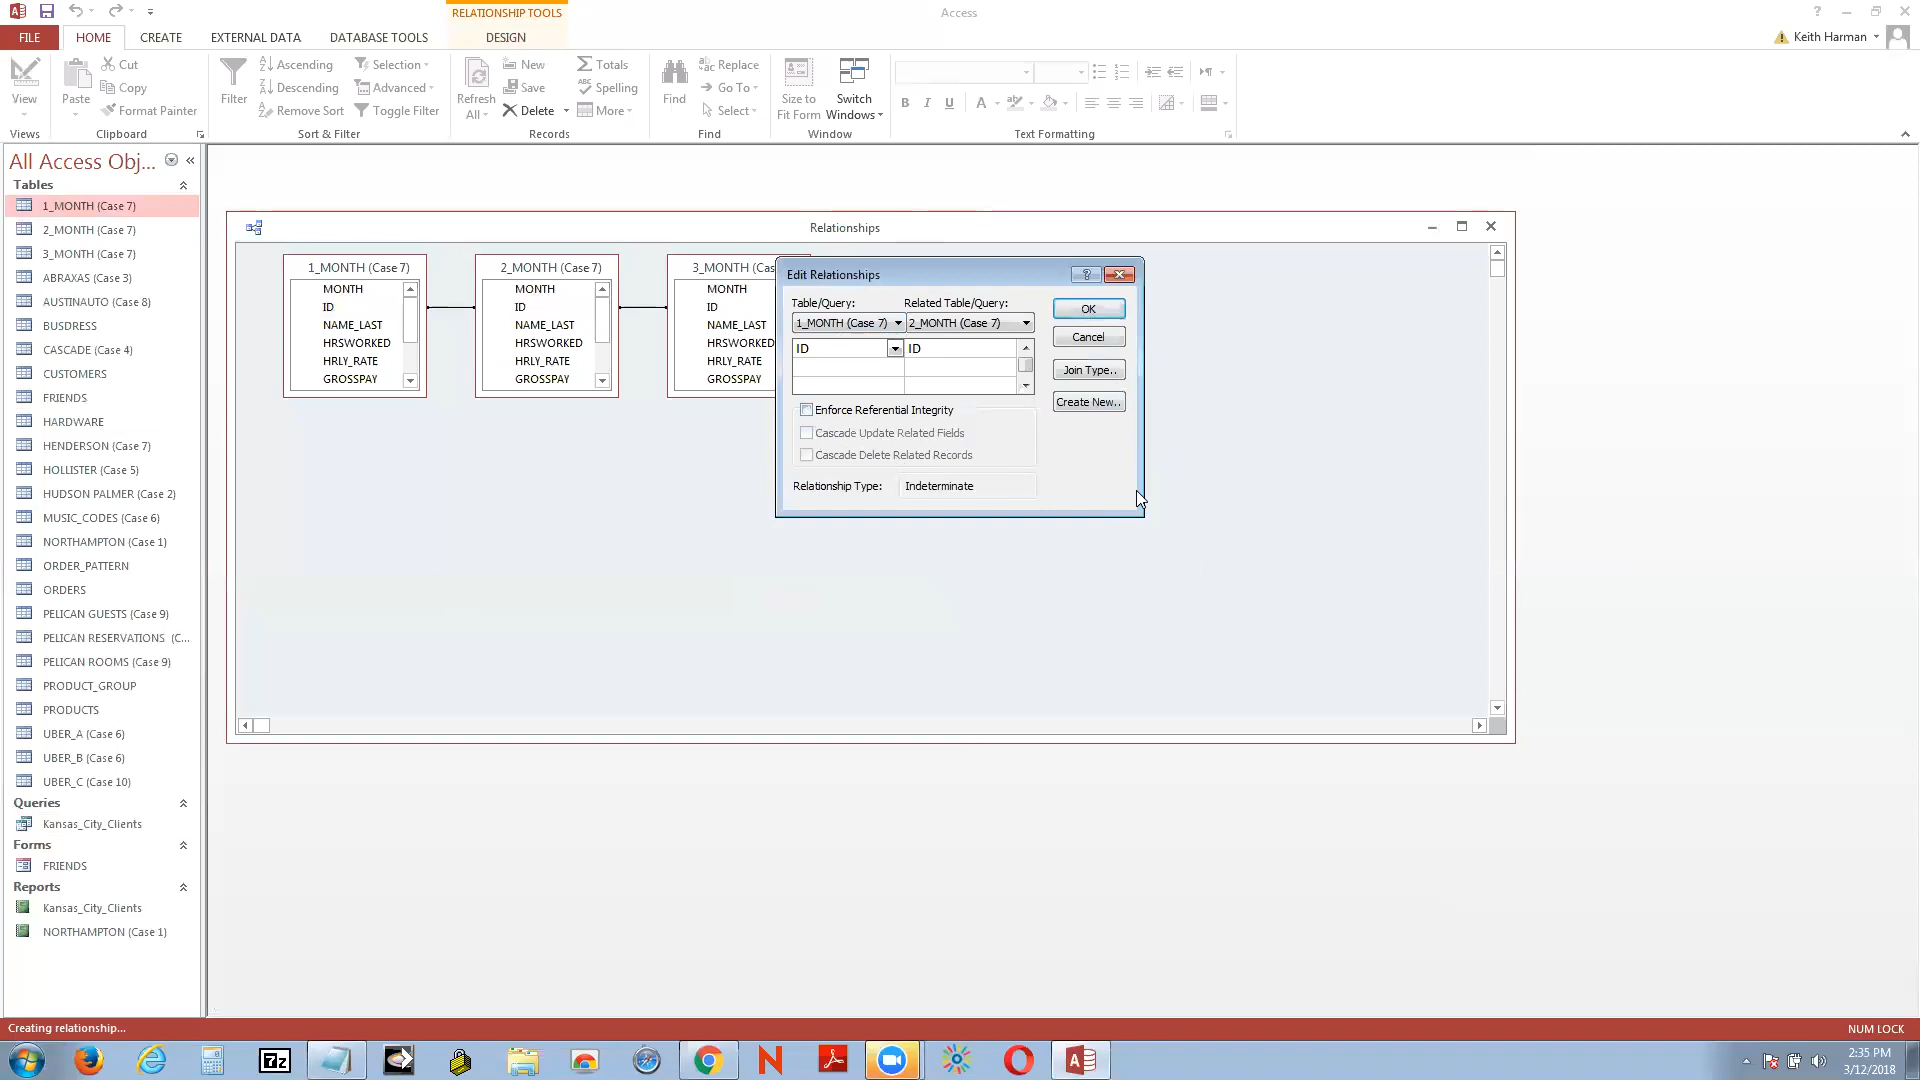 RELATIONSHIP TOOLS
Access
FILE
HOME
CREATE
EXTERNAL DATA
DATABASE TOOLS
DESIGN
Keith Harman
View
Paste
Cut
Copy
Format Painter
Filter
Ascending
Descending
Remove Sort
Selection
Advanced
Toggle Filter
Refresh All
New
Save
Delete
Totals
Spelling
More
Find
Replace
Go To
Select
Size to Fit Form
Switch Windows
Views
Clipboard
Sort & Filter
Records
Find
Window
Text Formatting
All Access Obj...
Tables
1_MONTH (Case 7)
2_MONTH (Case 7)
3_MONTH (Case 7)
ABRAXAS (Case 3)
AUSTINAUTO (Case 8)
BUSDRESS
CASCADE (Case 4)
CUSTOMERS
FRIENDS
HARDWARE
HENDERSON (Case 7)
HOLLISTER (Case 5)
HUDSON PALMER (Case 2)
MUSIC_CODES (Case 6)
NORTHAMPTON (Case 1)
ORDER_PATTERN
ORDERS
PELICAN GUESTS (Case 9)
PELICAN RESERVATIONS (C...
PELICAN ROOMS (Case 9)
PRODUCT_GROUP
PRODUCTS
UBER_A (Case 6)
UBER_B (Case 6)
UBER_C (Case 10)
Queries
Kansas_City_Clients
Forms
FRIENDS
Reports
Kansas_City_Clients
NORTHAMPTON (Case 1)
Relationships
1_MONTH (Case 7)
MONTH
ID
NAME_LAST
HRSWORKED
HRLY_RATE
GROSSPAY
2_MONTH (Case 7)
MONTH
ID
NAME_LAST
HRSWORKED
HRLY_RATE
GROSSPAY
3_MONTH (Cas
MONTH
ID
NAME_LAST
HRSWORKED
HRLY_RATE
GROSSPAY
Edit Relationships
Table/Query:
Related Table/Query:
1_MONTH (Case 7)
2_MONTH (Case 7)
ID
ID
OK
Cancel
Join Type..
Create New..
Enforce Referential Integrity
Cascade Update Related Fields
Cascade Delete Related Records
Relationship Type:
Indeterminate
Creating relationship...
NUM LOCK
7z
2:35 PM
3/12/2018